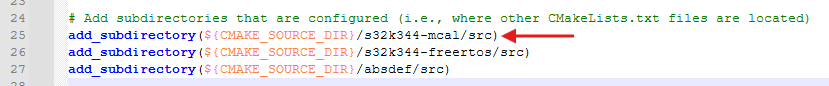 24 # Add subdirectories that are configured (i.e., where other CMakeLists.txt files are located)
25 add_subdirectory(${CMAKE_SOURCE_DIR}/s32k344-mcal/src)
26 add_subdirectory(${CMAKE_SOURCE_DIR}/s32k344-freertos/src)
27 add_subdirectory(${CMAKE_SOURCE_DIR}/absdef/src)